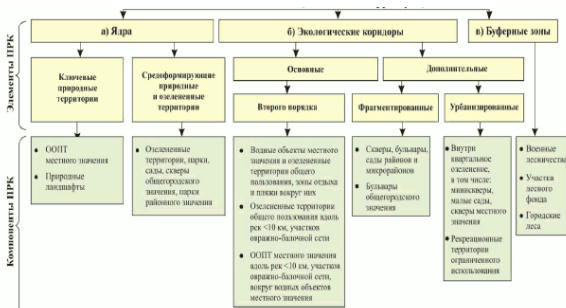 а) Ядра
б) Экологические коридоры
в) Буферные зоны
Элементы ПРК
Ключевые
природные
территории
Средоформирующие
природные
и озелененные
территории
Основные
Дополнительные
Второго порядка
Фрагментированные
Урбанизированные
Компоненты ПРК
• ООПТ
местного значения
• Природные
ландшафты
• Озелененные
территории, парки,
сады, скверы
общегородского
значения, парки
районного значения
• Водные объекты местного
значения и озелененные
территории общего
пользования, зоны отдыха
и пляжи вокруг них
• Озелененные территории
общего пользования вдоль
рек <10 км, участков
овражно-балочной сети
• ООПТ местного значения
вдоль рек <10 км, участков
овражно-балочной сети,
вокруг водных объектов
местного значения
• Скверы, бульвары,
сады районов и
микрорайонов
• Бульвары
общегородского
значения
• Внутри
квартальное
озеленение,
в том числе:
минискверы,
малые сады,
скверы местного
значения
• Рекреационные
территории
ограниченного
использования
• Военные
лесничества
• Участки
лесного
фонда
• Городские
леса